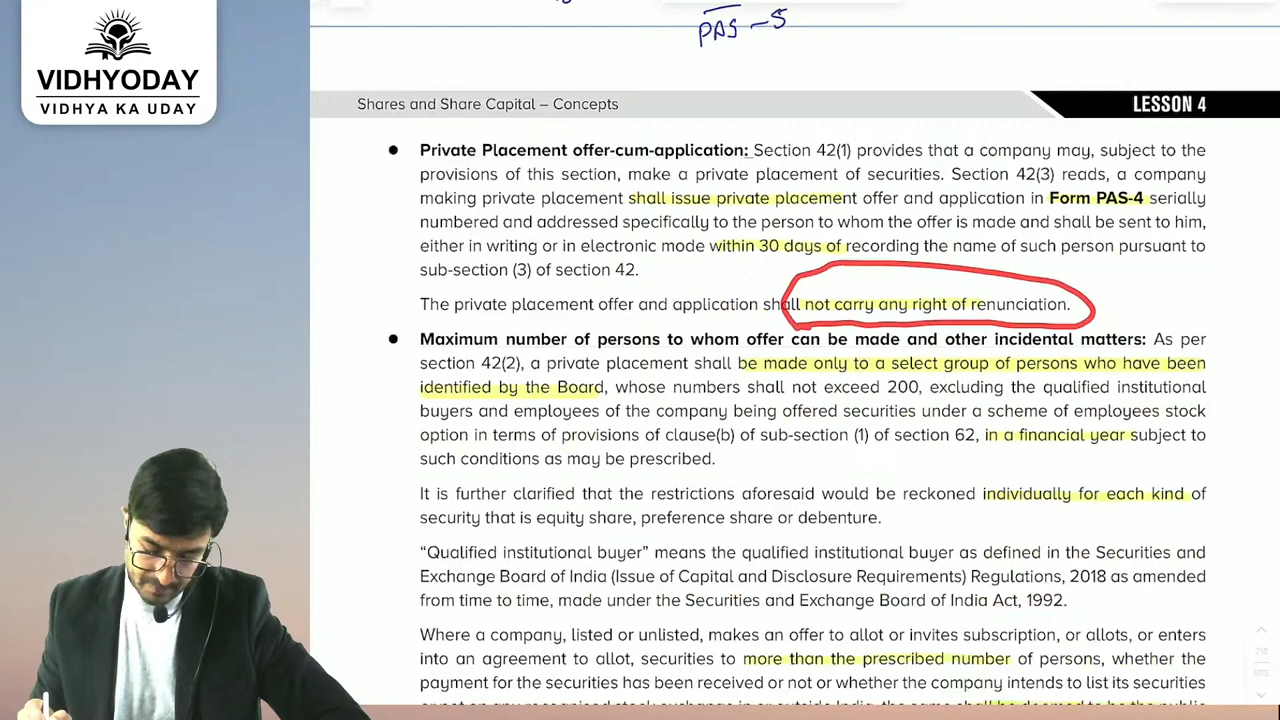 PAS - 5
VIDHYODAY
VIDHYA KA UDAY
Shares and Share Capital – Concepts
LESSON 4
● Private Placement offer-cum-application: Section 42(1) provides that a company may, subject to the
provisions of this section, make a private placement of securities. Section 42(3) reads, a company
making private placement shall issue private placement offer and application in Form PAS-4 serially
numbered and addressed specifically to the person to whom the offer is made and shall be sent to him,
either in writing or in electronic mode within 30 days of recording the name of such person pursuant to
sub-section (3) of section 42.
The private placement offer and application shall not carry any right of renunciation.
● Maximum number of persons to whom offer can be made and other incidental matters: As per
section 42(2), a private placement shall be made only to a select group of persons who have been
identified by the Board, whose numbers shall not exceed 200, excluding the qualified institutional
buyers and employees of the company being offered securities under a scheme of employees stock
option in terms of provisions of clause(b) of sub-section (1) of section 62, in a financial year subject to
such conditions as may be prescribed.
It is further clarified that the restrictions aforesaid would be reckoned individually for each kind of
security that is equity share, preference share or debenture.
“Qualified institutional buyer” means the qualified institutional buyer as defined in the Securities and
Exchange Board of India (Issue of Capital and Disclosure Requirements) Regulations, 2018 as amended
from time to time, made under the Securities and Exchange Board of India Act, 1992.
Where a company, listed or unlisted, makes an offer to allot or invites subscription, or allots, or enters
into an agreement to allot, securities to more than the prescribed number of persons, whether the
payment for the securities has been received or not or whether the company intends to list its securities